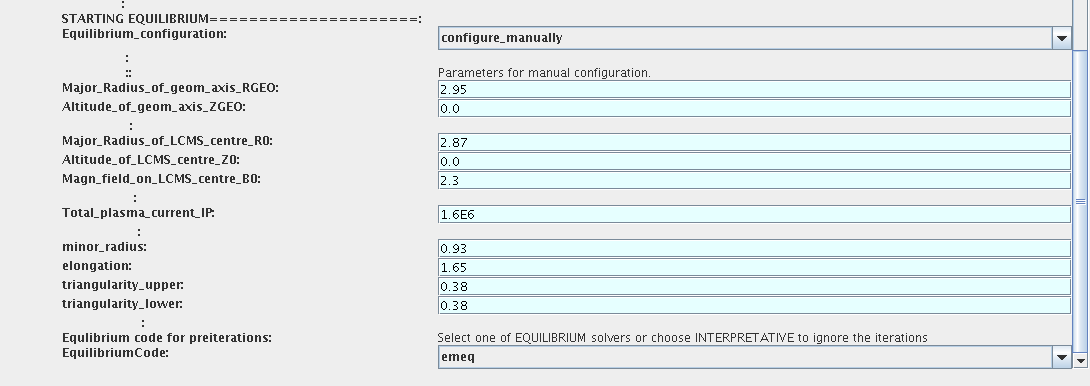 :
STARTING EQUILIBRIUM=====================:
Equilibrium_configuration: configure_manually
:
:: Parameters for manual configuration.
Major_Radius_of_geom_axis_RGEO: 2.95
Altitude_of_geom_axis_ZGEO: 0.0
:
Major_Radius_of_LCMS_centre_R0: 2.87
Altitude_of_LCMS_centre_Z0: 0.0
Magn_field_on_LCMS_centre_B0: 2.3
:
Total_plasma_current_IP: 1.6E6
:
minor_radius: 0.93
elongation: 1.65
triangularity_upper: 0.38
triangularity_lower: 0.38
:
Equlibrium code for preiterations: Select one of EQUILIBRIUM solvers or choose INTERPRETATIVE to ignore the iterations
EquilibriumCode: emeq